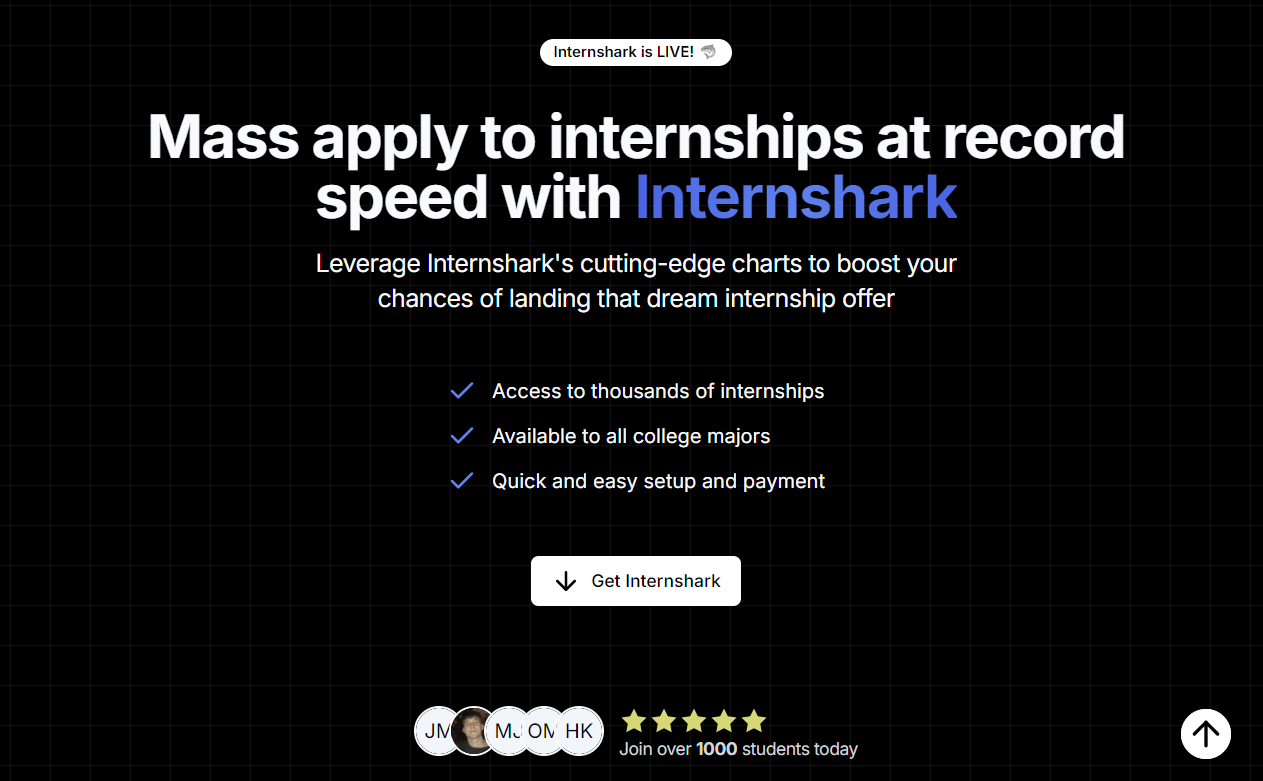 Internshark is LIVE!
Mass apply to internships at record
speed with Internshark
Leverage Internshark's cutting-edge charts to boost your
chances of landing that dream internship offer
Access to thousands of internships
Available to all college majors
Quick and easy setup and payment
Get Internshark
JM MJ OM HK
Join over 1000 students today